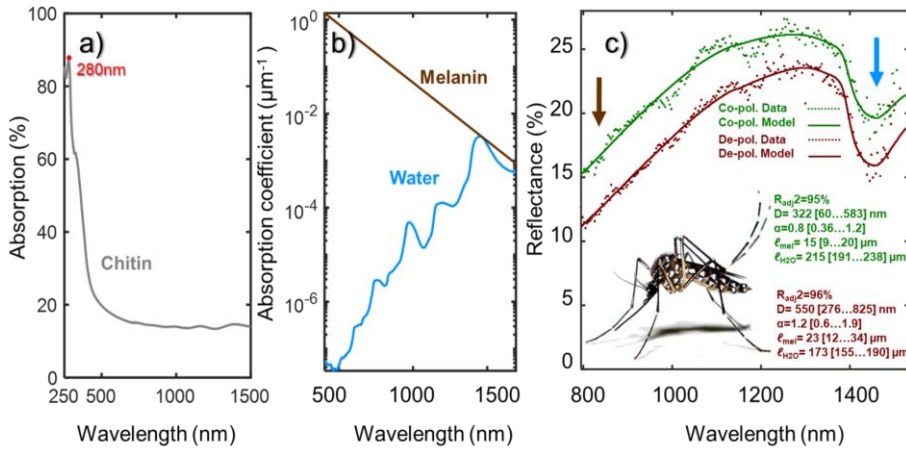 a)
100
80
60
40
20
0
280nm
Chitin
Absorption (%)
250 500 1000 1500
Wavelength (nm)
b)
10⁰
10⁻²
10⁻⁴
10⁻⁶
Melanin
Water
Absorption coefficient (µm⁻¹)
500 1000 1500
Wavelength (nm)
c)
25
20
15
10
5
0
Reflectance (%)
Co-pol. Data
Co-pol. Model
De-pol. Data
De-pol. Model
R_adj2=95%
D= 322 [60...583] nm
α=0.8 [0.36...1.2]
ℓ_mel= 15 [9...20] µm
ℓ_H2O= 215 [191...238] µm
R_adj2=96%
D= 550 [276...825] nm
α=1.2 [0.6...1.9]
ℓ_mel= 23 [12...34] µm
ℓ_H2O= 173 [155...190] µm
800 1000 1200 1400
Wavelength (nm)